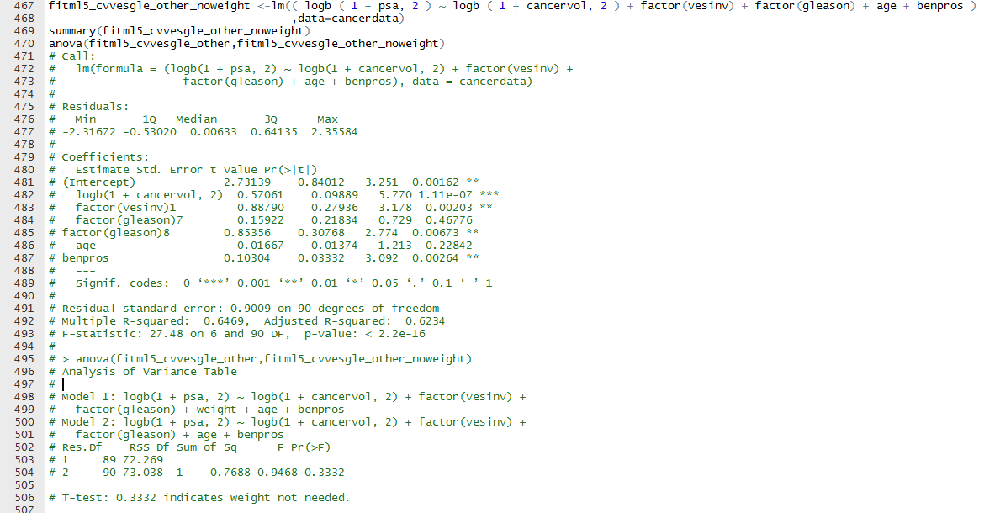 467 fitml5_cvvesgle_other_noweight <-lm(( logb ( 1 + psa, 2 ) ~ logb ( 1 + cancervol, 2 ) + factor(vesinv) + factor(gleason) + age + benpros )
468 ,data=cancerdata)
469 summary(fitml5_cvvesgle_other_noweight)
470 anova(fitml5_cvvesgle_other,fitml5_cvvesgle_other_noweight)
471 # Call:
472 #   lm(formula = (logb(1 + psa, 2) ~ logb(1 + cancervol, 2) + factor(vesinv) +
473 #                   factor(gleason) + age + benpros), data = cancerdata)
474 #
475 # Residuals:
476 #   Min       1Q   Median       3Q      Max
477 # -2.31672 -0.53020  0.00633  0.64135  2.35584
478 #
479 # Coefficients:
480 #   Estimate Std. Error t value Pr(>|t|)
481 # (Intercept)             2.73139    0.84012   3.251  0.00162 **
482 #   logb(1 + cancervol, 2)  0.57061    0.09889   5.770 1.11e-07 ***
483 #   factor(vesinv)1         0.88790    0.27936   3.178  0.00203 **
484 #   factor(gleason)7        0.15922    0.21834   0.729  0.46776
485 # factor(gleason)8        0.85356    0.30768   2.774  0.00673 **
486 #   age                    -0.01667    0.01374  -1.213  0.22842
487 # benpros                 0.10304    0.03332   3.092  0.00264 **
488 #   ---
489 #   Signif. codes:  0 ‘***’ 0.001 ‘**’ 0.01 ‘*’ 0.05 ‘.’ 0.1 ‘ ’ 1
490 #
491 # Residual standard error: 0.9009 on 90 degrees of freedom
492 # Multiple R-squared:  0.6469,  Adjusted R-squared:  0.6234
493 # F-statistic: 27.48 on 6 and 90 DF,  p-value: < 2.2e-16
494 #
495 # > anova(fitml5_cvvesgle_other,fitml5_cvvesgle_other_noweight)
496 # Analysis of Variance Table
497 #
498 # Model 1: logb(1 + psa, 2) ~ logb(1 + cancervol, 2) + factor(vesinv) +
499 #   factor(gleason) + weight + age + benpros
500 # Model 2: logb(1 + psa, 2) ~ logb(1 + cancervol, 2) + factor(vesinv) +
501 #   factor(gleason) + age + benpros
502 # Res.Df    RSS Df Sum of Sq      F Pr(>F)
503 # 1     89 72.269
504 # 2     90 73.038 -1   -0.7688 0.9468 0.3332
505
506 # T-test: 0.3332 indicates weight not needed.
507